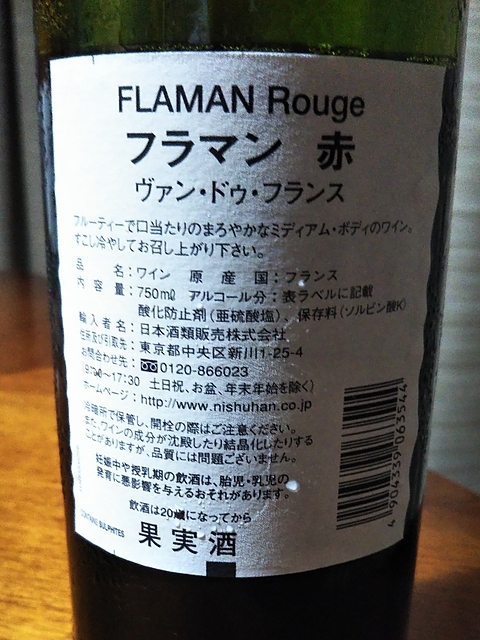 FLAMAN Rouge
フラマン 赤
ヴァン・ドゥ・フランス
フルーティーで口当たりのまろやかなミディアム・ボディのワイン。
すこし冷やしてお召し上がり下さい。
品 名：ワイン 原産国：フランス
内容量：750mℓ アルコール分：表ラベルに記載
酸化防止剤（亜硫酸塩）、保存料（ソルビン酸K）
輸入者名：日本酒類販売株式会社
住所及び引取先：東京都中央区新川1-25-4
お問合わせ先：0120-866023
(9:00～17:30 土日祝、お盆、年末年始を除く)
ホームページ：http://www.nishuhan.co.jp
冷暗所で保管し、開栓の際はご注意ください。
また、ワインの成分が沈殿したり結晶化したりする
ことがありますが、品質には問題ございません。
妊娠中や授乳期の飲酒は、胎児・乳児の
発育に悪影響を与えるおそれがあります。
飲酒は20歳になってから
CONTAINS SULPHITES
果実酒
4904339063544